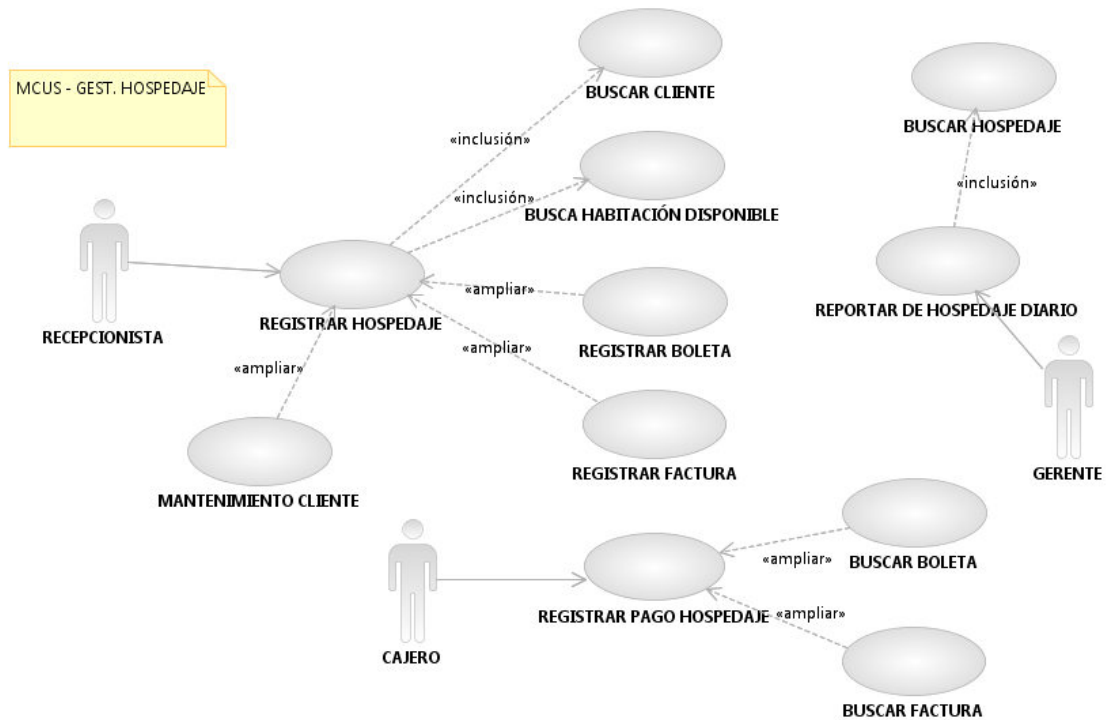 MCUS - GEST. HOSPEDAJE
BUSCAR CLIENTE
BUSCAR HOSPEDAJE
«inclusión»
«inclusión»
«inclusión»
BUSCA HABITACIÓN DISPONIBLE
RECEPCIONISTA
REGISTRAR HOSPEDAJE
«ampliar»
REPORTAR DE HOSPEDAJE DIARIO
REGISTRAR BOLETA
«ampliar»
«ampliar»
REGISTRAR FACTURA
GERENTE
MANTENIMIENTO CLIENTE
«ampliar»
BUSCAR BOLETA
REGISTRAR PAGO HOSPEDAJE
«ampliar»
CAJERO
BUSCAR FACTURA